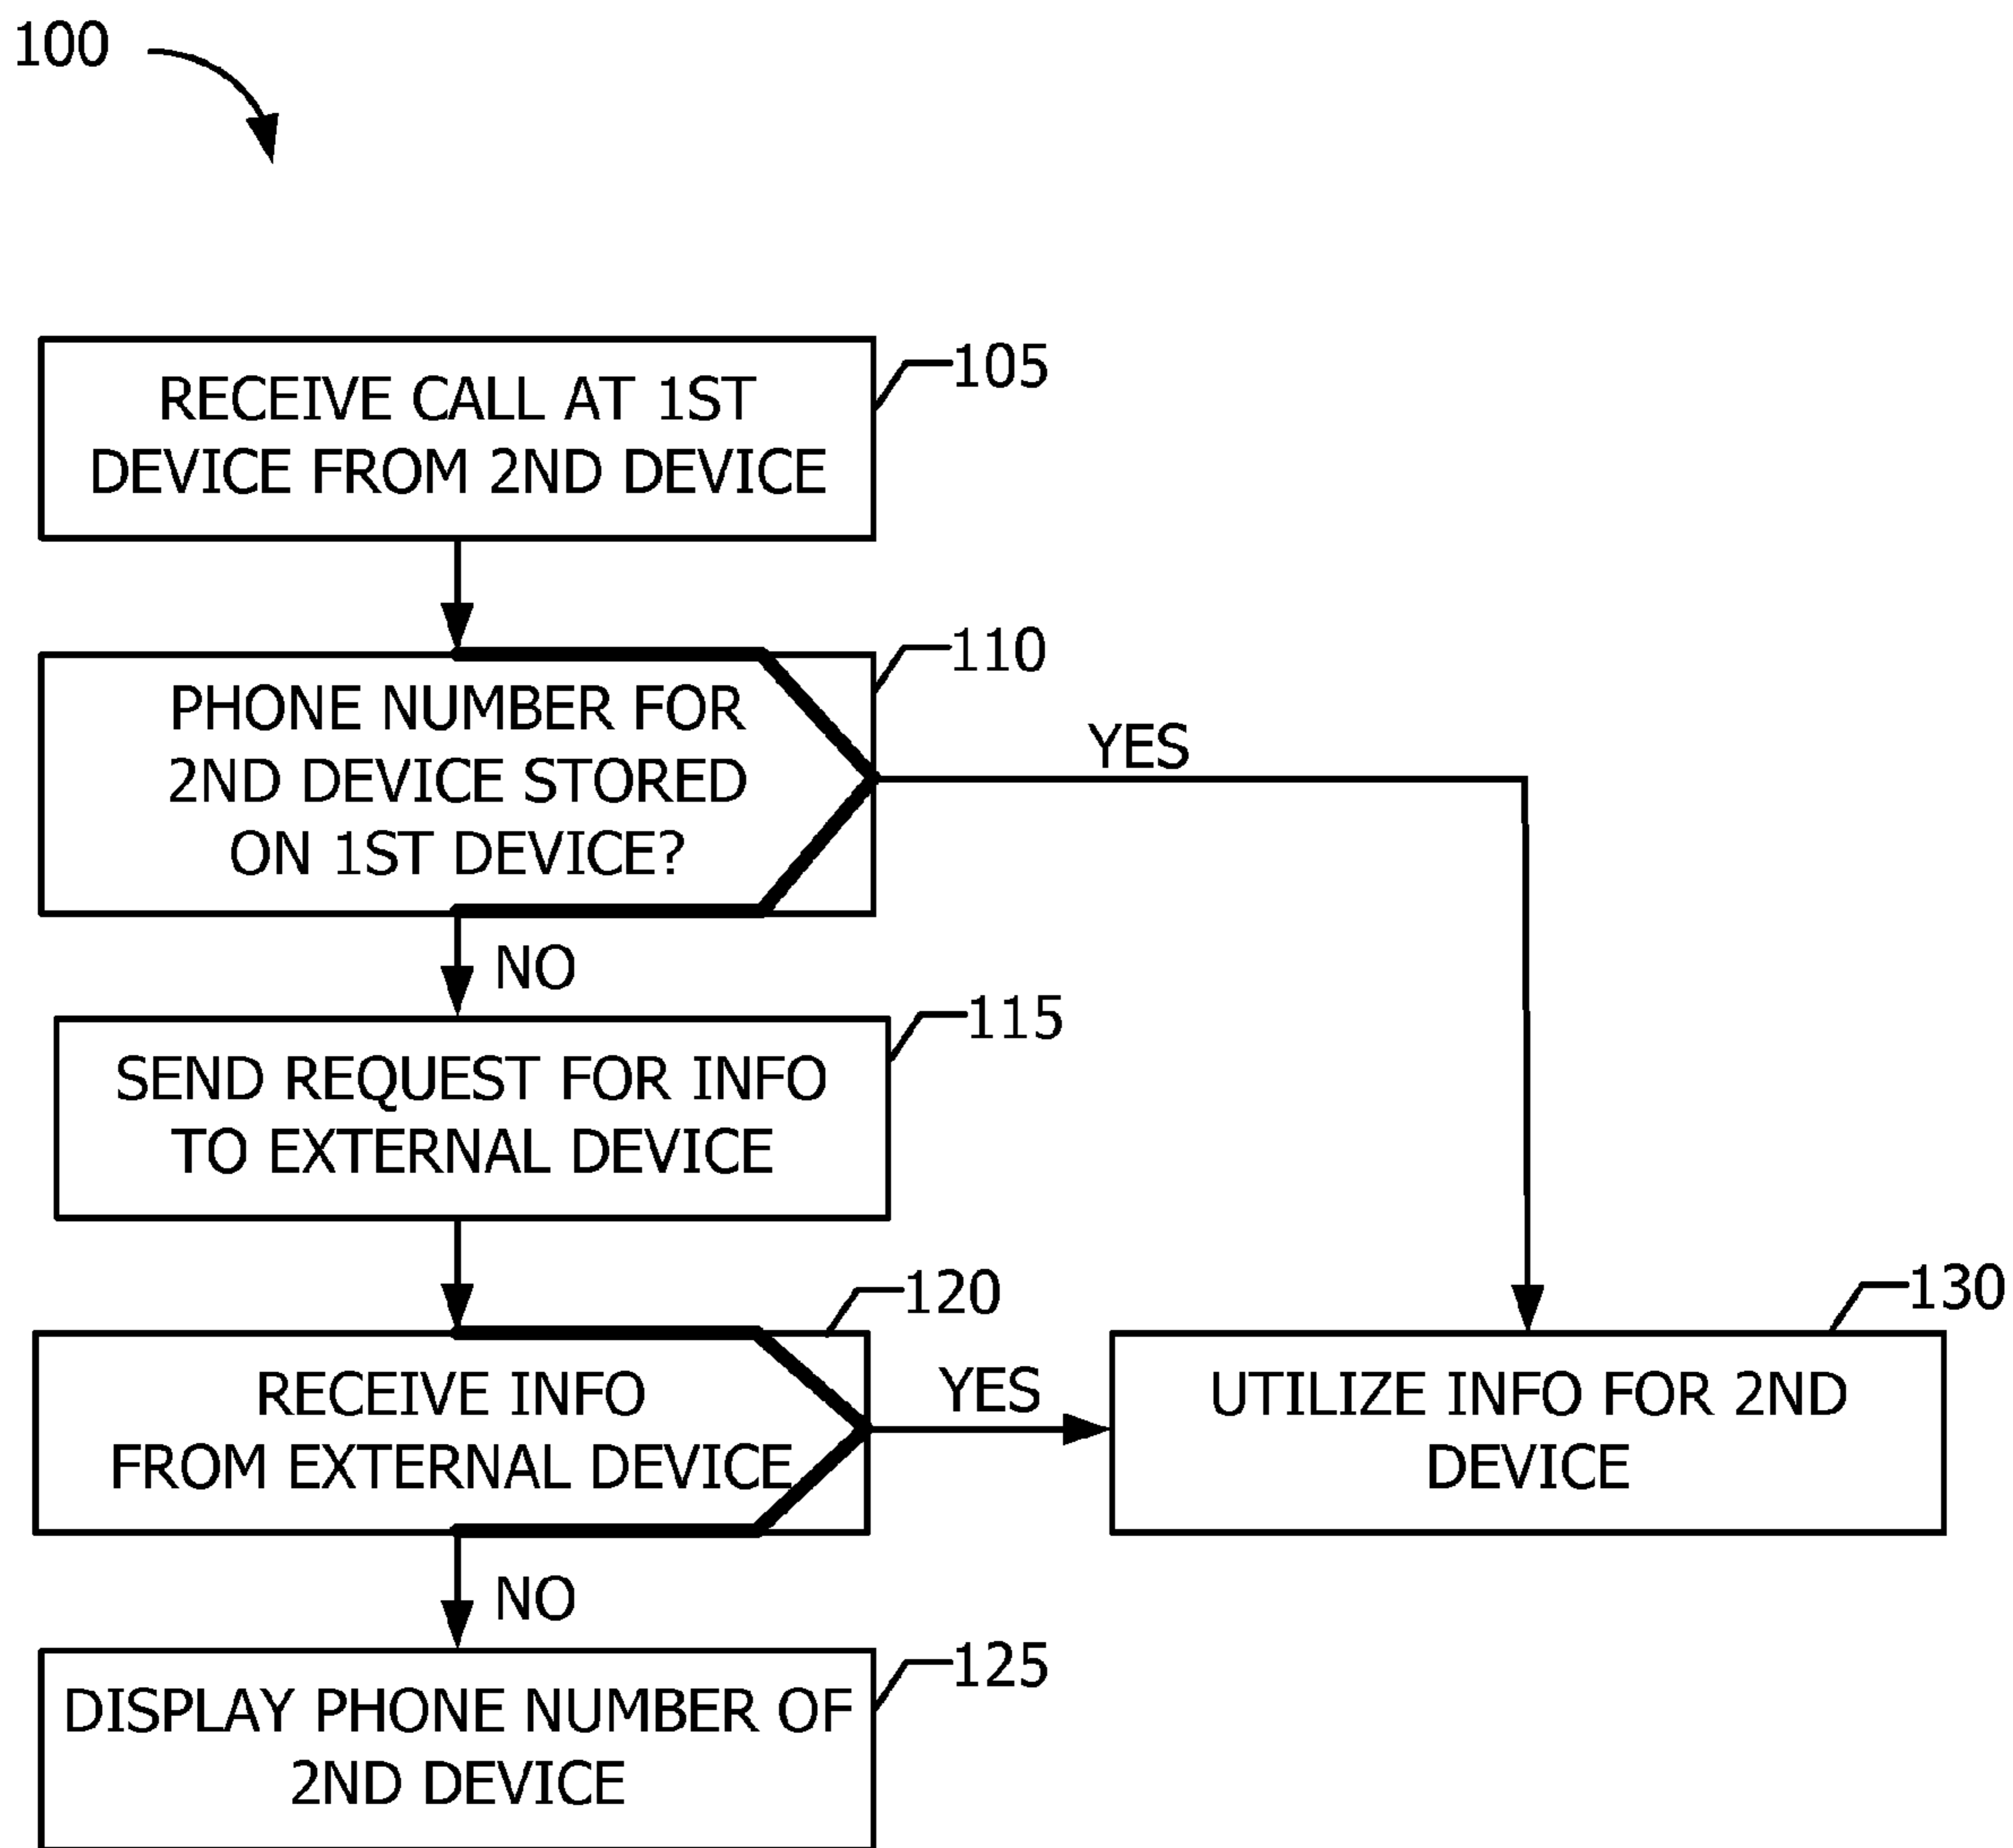 100
RECEIVE CALL AT 1ST
DEVICE FROM 2ND DEVICE
105
PHONE NUMBER FOR
2ND DEVICE STORED
ON 1ST DEVICE?
110
YES
NO
SEND REQUEST FOR INFO
TO EXTERNAL DEVICE
115
RECEIVE INFO
FROM EXTERNAL DEVICE
120
YES
UTILIZE INFO FOR 2ND
DEVICE
130
NO
DISPLAY PHONE NUMBER OF
2ND DEVICE
125